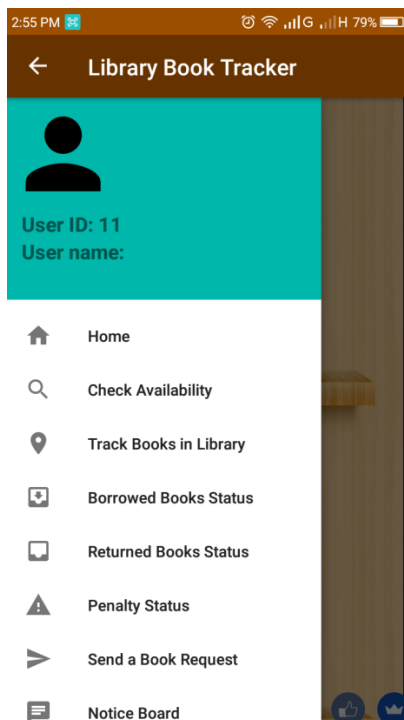 2:55 PM G H 79%
Library Book Tracker
User ID: 11
User name:
Home
Check Availability
Track Books in Library
Borrowed Books Status
Returned Books Status
Penalty Status
Send a Book Request
Notice Board